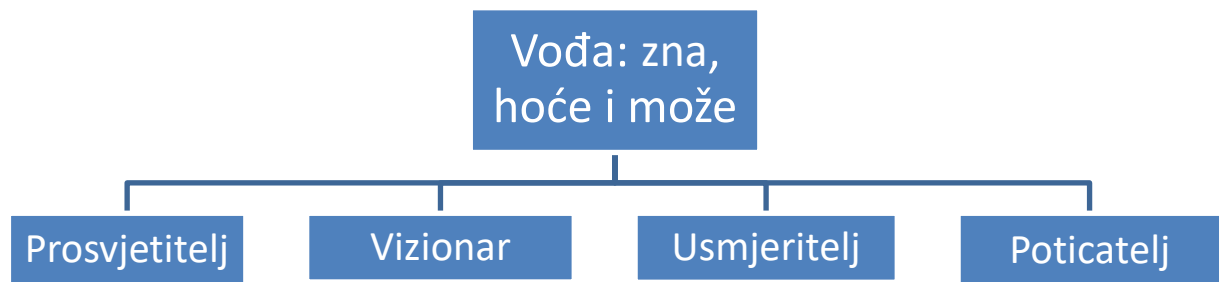 Vođa: zna,
hoće i može
Prosvjetitelj
Vizionar
Usmjeritelj
Poticatelj